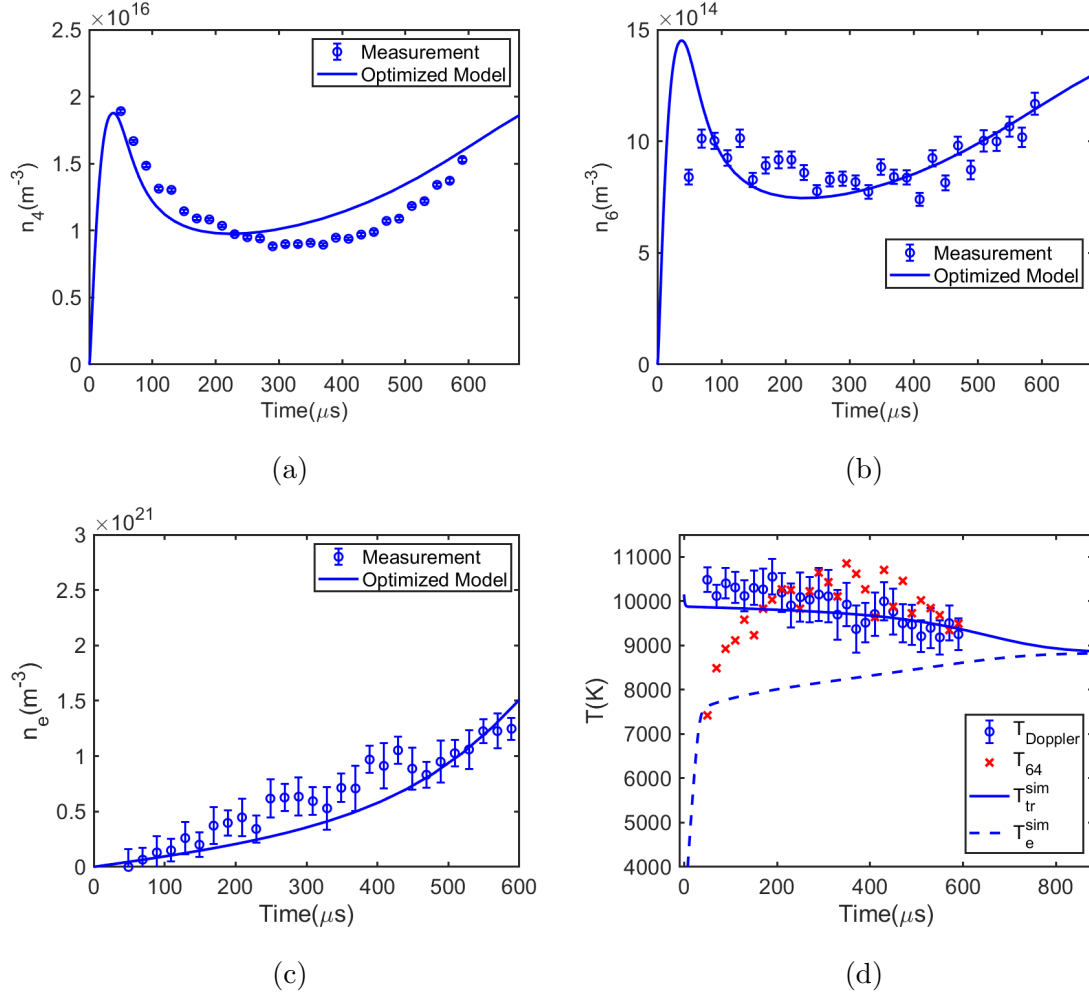 ×10^16
2.5
2
1.5
1
0.5
0
n_4(m^-3)
0 100 200 300 400 500 600
Time(μs)
Measurement
Optimized Model
(a)
×10^14
15
10
5
0
n_6(m^-3)
0 100 200 300 400 500 600
Time(μs)
Measurement
Optimized Model
(b)
×10^21
3
2.5
2
1.5
1
0.5
0
n_e(m^-3)
0 100 200 300 400 500 600
Time(μs)
Measurement
Optimized Model
(c)
11000
10000
9000
8000
7000
6000
5000
4000
T(K)
0 200 400 600 800
Time(μs)
T_Doppler
T_64
T_tr^sim
T_e^sim
(d)